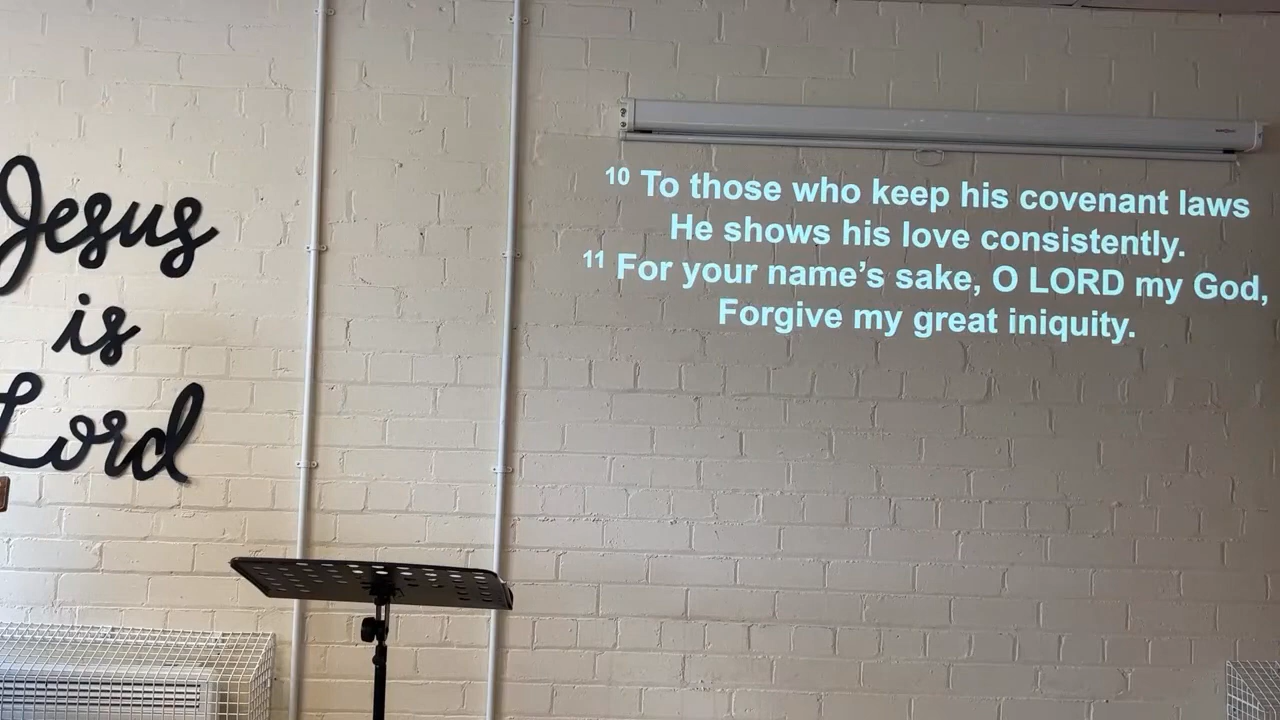 Jesus
is
Lord
10 To those who keep his covenant laws
He shows his love consistently.
11 For your name’s sake, O LORD my God,
Forgive my great iniquity.